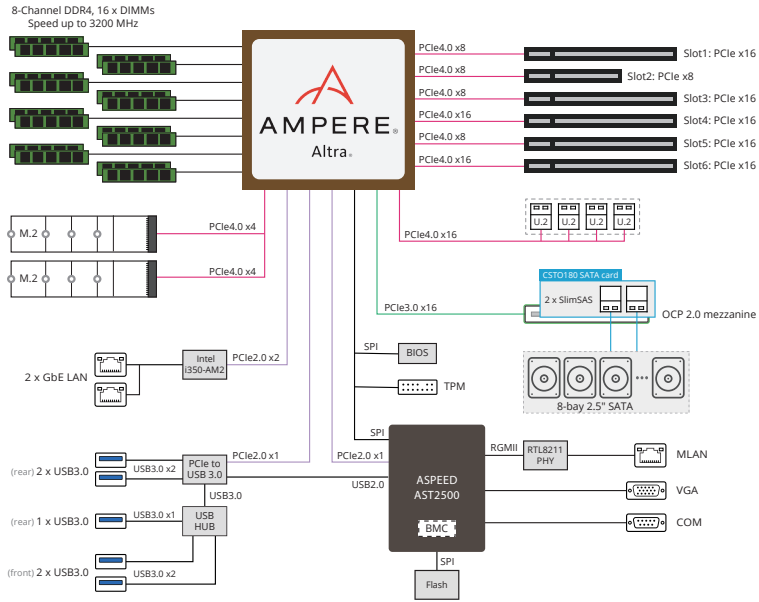 8-Channel DDR4, 16 x DIMMs
Speed up to 3200 MHz
AMPERE®
Altra®
PCIe4.0 x8
Slot1: PCIe x16
PCIe4.0 x8
Slot2: PCIe x8
PCIe4.0 x8
Slot3: PCIe x16
PCIe4.0 x16
Slot4: PCIe x16
PCIe4.0 x8
Slot5: PCIe x16
PCIe4.0 x16
Slot6: PCIe x16
M.2
PCIe4.0 x4
M.2
PCIe4.0 x4
PCIe4.0 x16
U.2
U.2
U.2
U.2
CSTO180 SATA card
2 x SlimSAS
PCIe3.0 x16
OCP 2.0 mezzanine
8-bay 2.5" SATA
2 x GbE LAN
Intel
i350-AM2
PCIe2.0 x2
SPI
BIOS
TPM
SPI
(rear) 2 x USB3.0
USB3.0 x2
PCIe to
USB 3.0
PCIe2.0 x1
PCIe2.0 x1
USB2.0
USB3.0
(rear) 1 x USB3.0
USB3.0 x1
USB
HUB
(front) 2 x USB3.0
USB3.0 x2
ASPEED
AST2500
BMC
SPI
Flash
RGMII
RTL8211
PHY
MLAN
VGA
COM